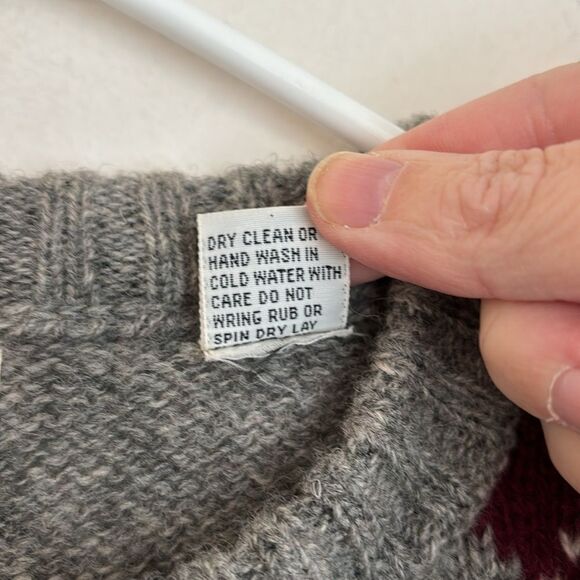 DRY CLEAN OR
HAND WASH IN
COLD WATER WITH
CARE DO NOT
WRING RUB OR
SPIN DRY LAY